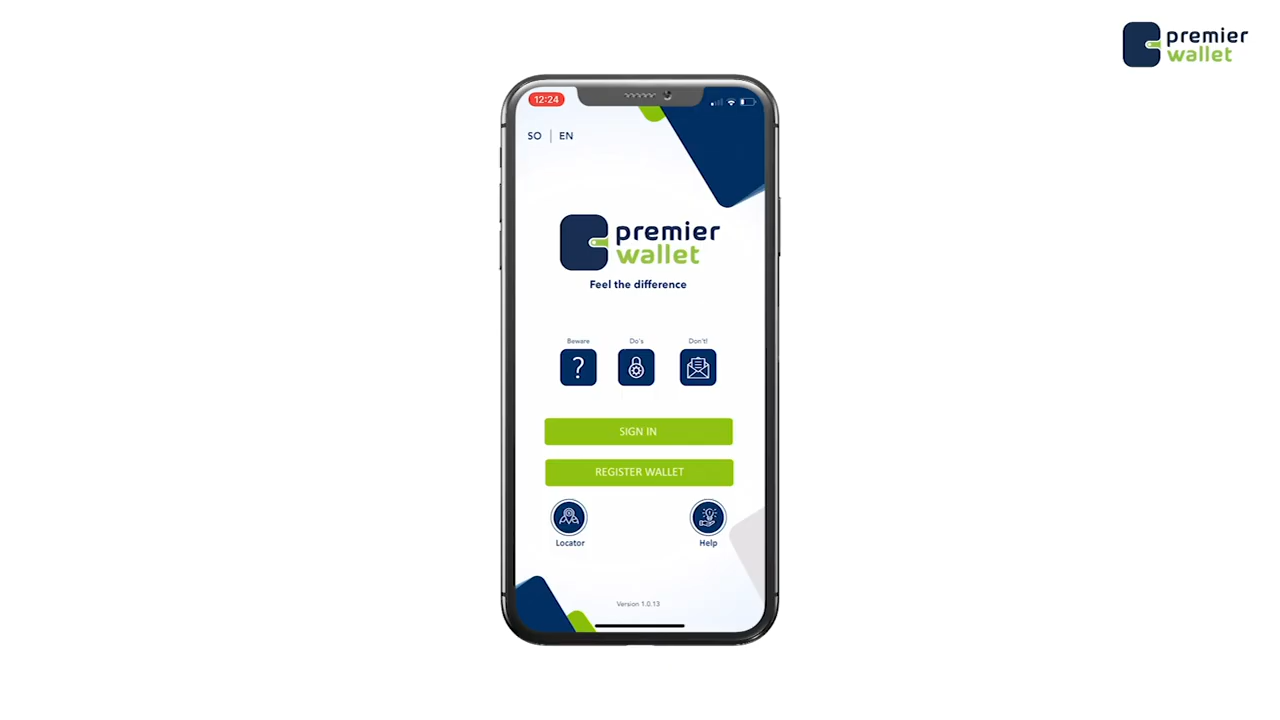 premier
wallet
12:24
SO | EN
premier
wallet
Feel the difference
Beware
Do's
Don't!
SIGN IN
REGISTER WALLET
Locator
Help
Version 1.0.13